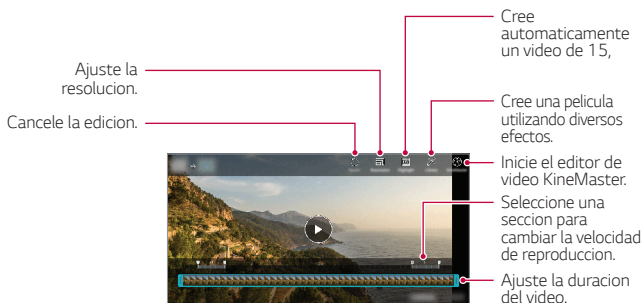 Cree
automaticamente
un video de 15,
Ajuste la
resolucion.
Cancele la edicion.
Cree una pelicula
utilizando diversos
efectos.
Inicie el editor de
video KineMaster.
Seleccione una
seccion para
cambiar la velocidad
de reproduccion.
Ajuste la duracion
del video.